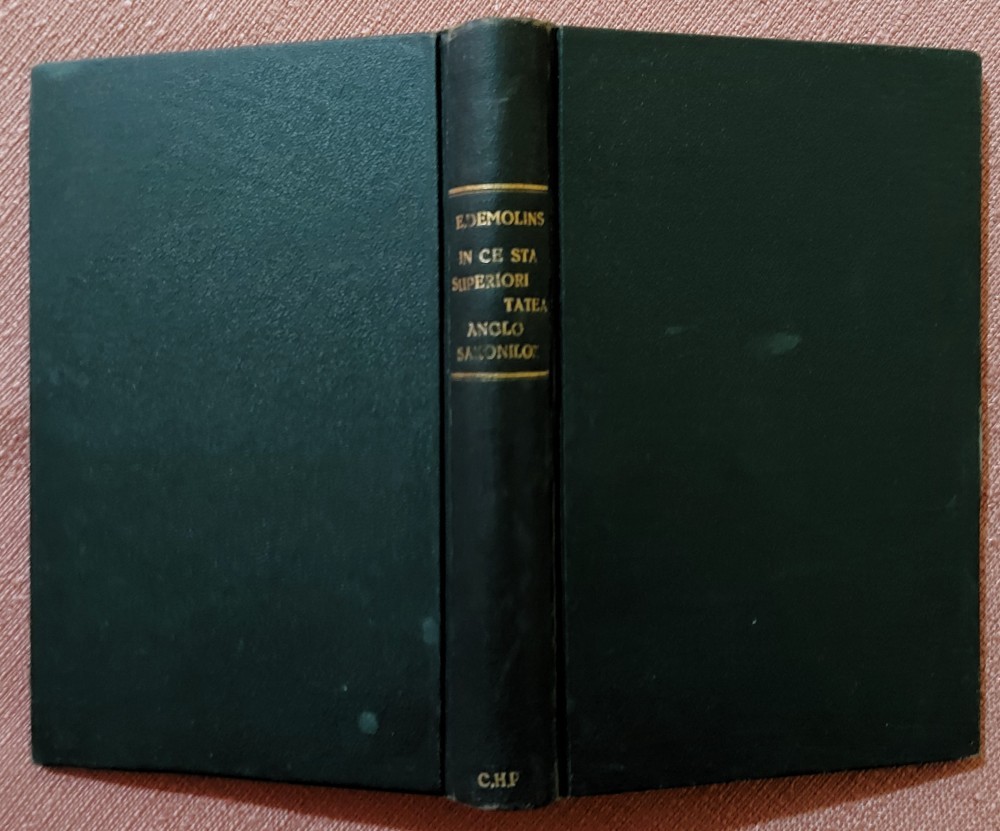 E. DEMOLINS
IN CE STA
SUPERIORI
TATEA
ANGLO
SAXONILOR
C.H.P